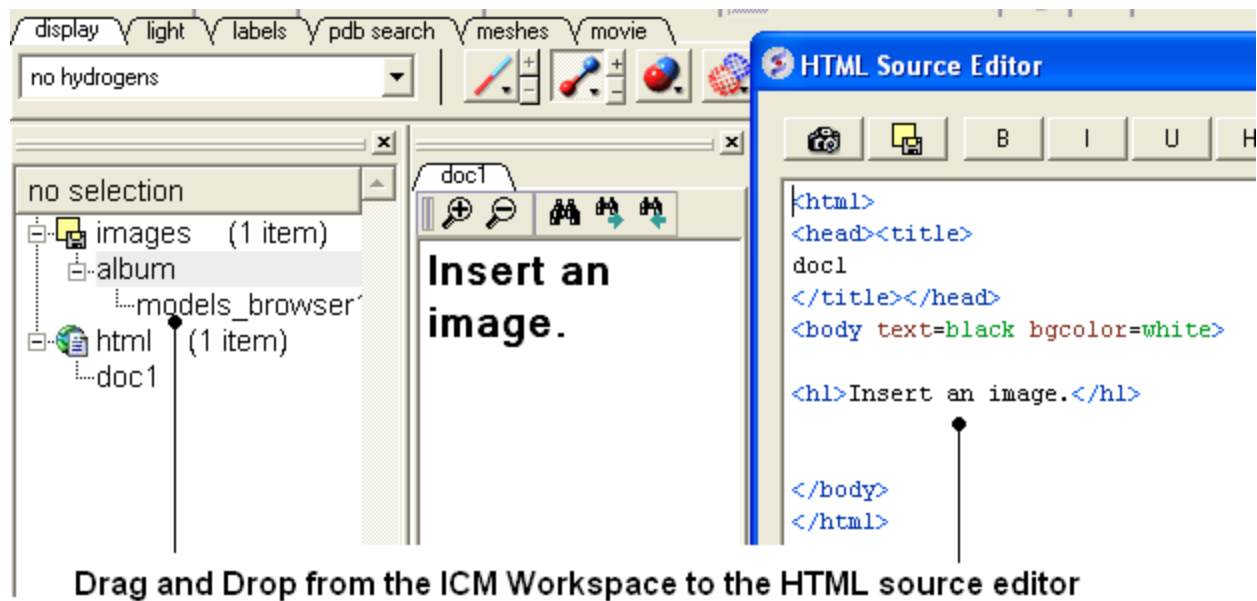 display light labels pdb search meshes movie
no hydrogens
HTML Source Editor
B I U H
no selection
images (1 item)
album
models_browser1
html (1 item)
doc1
doc1
Insert an
image.
<html>
<head><title>
doc1
</title></head>
<body text=black bgcolor=white>
<h1>Insert an image.</h1>
</body>
</html>
Drag and Drop from the ICM Workspace to the HTML source editor